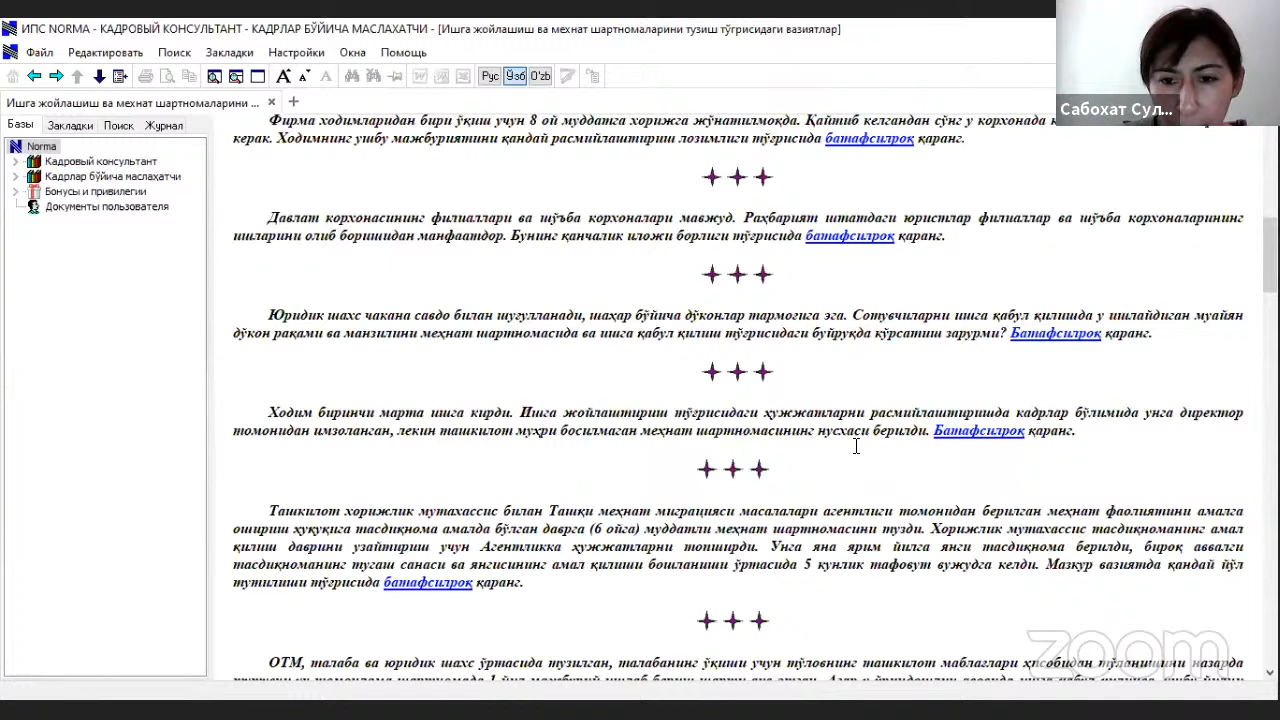 ИПС NORMA - КАДРОВЫЙ КОНСУЛЬТАНТ - КАДРЛАР БЎЙИЧА МАСЛАХАТЧИ - [Ишга жойлашиш ва меҳнат шартномаларини тузиш тўғрисидаги вазиятлар]
Файл Редактировать Поиск Закладки Настройки Окна Помощь
Рус Ўзб O'zb
Ишга жойлашиш ва меҳнат шартномаларини ...
Базы Закладки Поиск Журнал
Norma
Кадровый консультант
Кадрлар бўйича маслаҳатчи
Бонусы и привилегии
Документы пользователя
Сабохат Сул...
Фирма ходимларидан бири ўқиш учун 8 ой муддатга хорижга жўнатилмоқда. Қайтиб келгандан сўнг у корхонада
керак. Ходимнинг ушбу мажбуриятини қандай расмийлаштириш лозимлиги тўғрисида батафсилроқ қаранг.
Давлат корхонасининг филиаллари ва шўъба корхоналари мавжуд. Раҳбарият штатдаги юристлар филиаллар ва шўъба корхоналарининг
ишларини олиб боришидан манфаатдор. Бунинг қанчалик иложи борлиги тўғрисида батафсилроқ қаранг.
Юридик шахс чакана савдо билан шуғулланади, шаҳар бўйича дўконлар тармоғига эга. Сотувчиларни ишга қабул қилишда у ишлайдиган муайян
дўкон рақами ва манзилини меҳнат шартномасида ва ишга қабул қилиш тўғрисидаги буйруқда кўрсатиш зарурми? Батафсилроқ қаранг.
Ходим биринчи марта ишга кирди. Ишга жойлаштириш тўғрисидаги ҳужжатларни расмийлаштиришда кадрлар бўлимида унга директор
томонидан имзоланган, лекин ташкилот муҳри босилмаган меҳнат шартномасининг нусхаси берилди. Батафсилроқ қаранг.
Ташкилот хорижлик мутахассис билан Ташқи меҳнат миграцияси масалалари агентлиги томонидан берилган меҳнат фаолиятини амалга
ошириш ҳуқуқига тасдиқнома амалда бўлган даврга (6 ойга) муддатли меҳнат шартномасини тузди. Хорижлик мутахассис тасдиқноманинг амал
қилиш даврини узайтириш учун Агентликка ҳужжатларни топширди. Унга яна ярим йилга янги тасдиқнома берилди, бироқ аввалги
тасдиқноманинг тугаш санаси ва янгисининг амал қилиши бошланиши ўртасида 5 кунлик тафовут вужудга келди. Мазкур вазиятда қандай йўл
тутилиши тўғрисида батафсилроқ қаранг.
ОТМ, талаба ва юридик шахс ўртасида тузилган, талабанинг ўқиши учун тўловнинг ташкилот маблағлари ҳисобидан тўланишини назарда
zoom